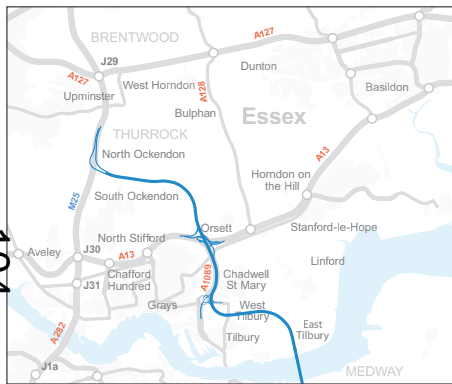 BRENTWOOD
A127
J29
Dunton
A127
West Horndon
A128
Basildon
Upminster
Bulphan
Essex
THURROCK
A13
North Ockendon
Horndon on
the Hill
M25
South Ockendon
Orsett
Stanford-le-Hope
North Stifford
Aveley
J30
A13
Linford
Chafford
Hundred
A1089
Chadwell
St Mary
J31
Grays
West
Tilbury
A282
East
Tilbury
Tilbury
J1a
MEDWAY